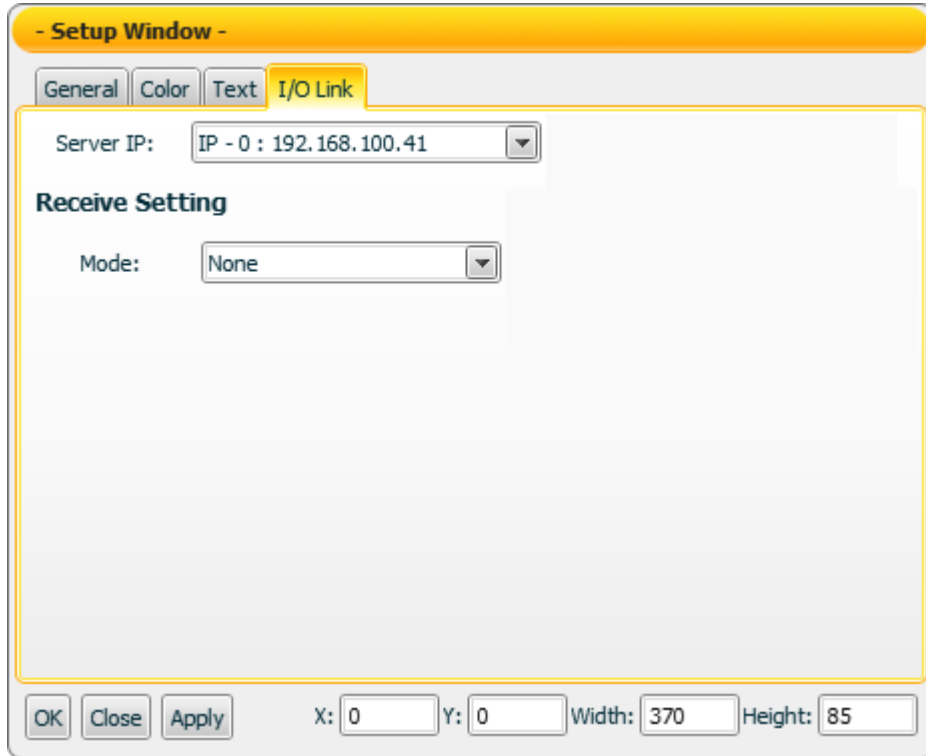 - Setup Window -
General Color Text I/O Link
Server IP: IP - 0 : 192.168.100.41
Receive Setting
Mode: None
OK Close Apply X: 0 Y: 0 Width: 370 Height: 85